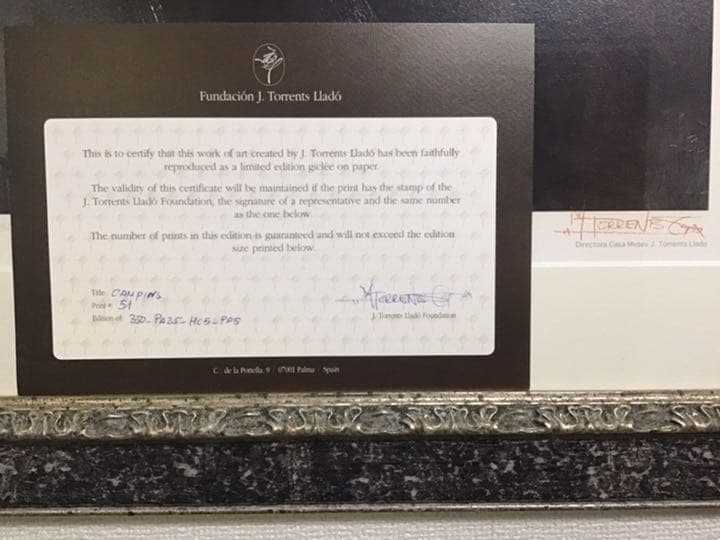 Fundación J. Torrents Lladó
This is to certify that this work of art created by J. Torrents Lladó has been faithfully
reproduced as a limited edition giclée on paper.
The validity of this certificate will be maintained if the print has the stamp of the
J. Torrents Lladó Foundation, the signature of a representative and the same number
as the one below.
The number of prints in this edition is guaranteed and will not exceed the edition
size printed below.
Title:
Print #: 51
Edition of: 350-PA25-HC5-PP5
Torrents
J. Torrents Lladó Foundation
C. de la Portella, 9 07001 Palma Spain
Torrents
Directora Casa Museu J. Torrents Lladó